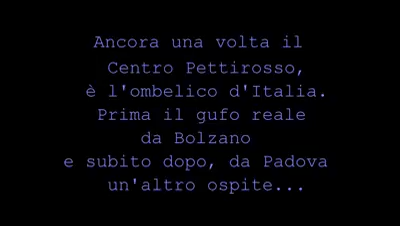 Ancora una volta il
Centro Pettirosso,
è l'ombelico d'Italia.
Prima il gufo reale
da Bolzano
e subito dopo, da Padova
un'altro ospite...